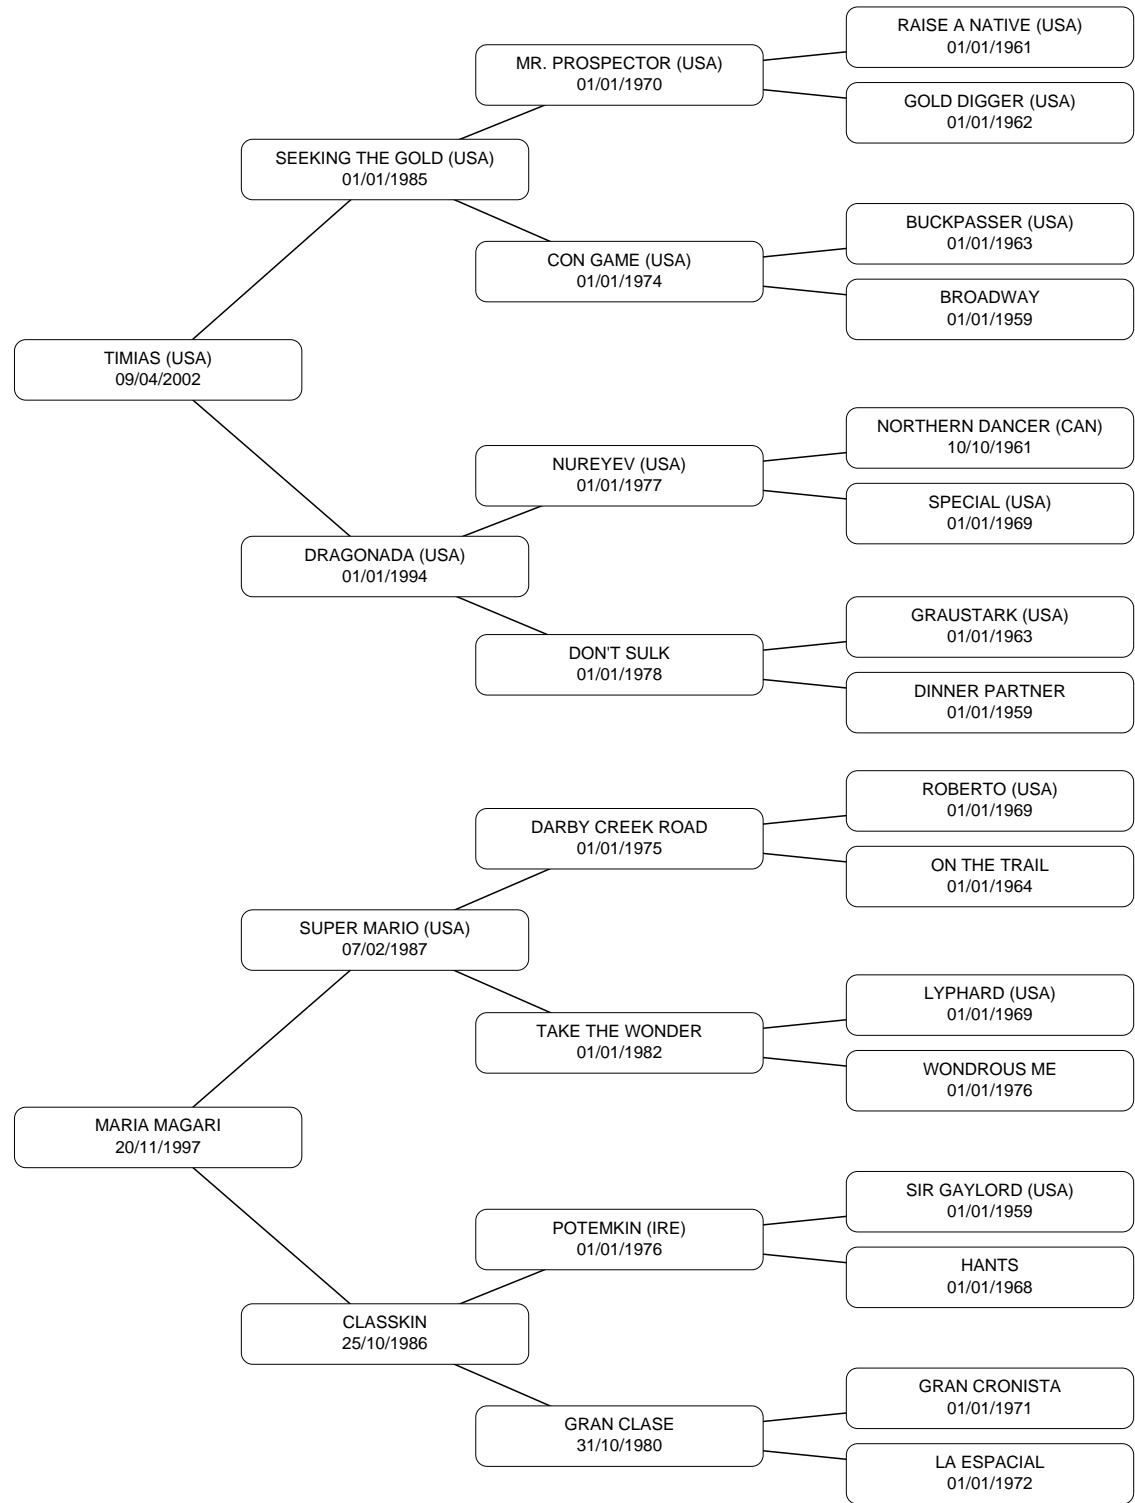 RAISE A NATIVE (USA)
01/01/1961
MR. PROSPECTOR (USA)
01/01/1970
GOLD DIGGER (USA)
01/01/1962
SEEKING THE GOLD (USA)
01/01/1985
BUCKPASSER (USA)
01/01/1963
CON GAME (USA)
01/01/1974
BROADWAY
01/01/1959
TIMIAS (USA)
09/04/2002
NORTHERN DANCER (CAN)
10/10/1961
NUREYEV (USA)
01/01/1977
SPECIAL (USA)
01/01/1969
DRAGONADA (USA)
01/01/1994
GRAUSTARK (USA)
01/01/1963
DON'T SULK
01/01/1978
DINNER PARTNER
01/01/1959
ROBERTO (USA)
01/01/1969
DARBY CREEK ROAD
01/01/1975
ON THE TRAIL
01/01/1964
SUPER MARIO (USA)
07/02/1987
LYPHARD (USA)
01/01/1969
TAKE THE WONDER
01/01/1982
WONDROUS ME
01/01/1976
MARIA MAGARI
20/11/1997
SIR GAYLORD (USA)
01/01/1959
POTEMKIN (IRE)
01/01/1976
HANTS
01/01/1968
CLASSKIN
25/10/1986
GRAN CRONISTA
01/01/1971
GRAN CLASE
31/10/1980
LA ESPACIAL
01/01/1972